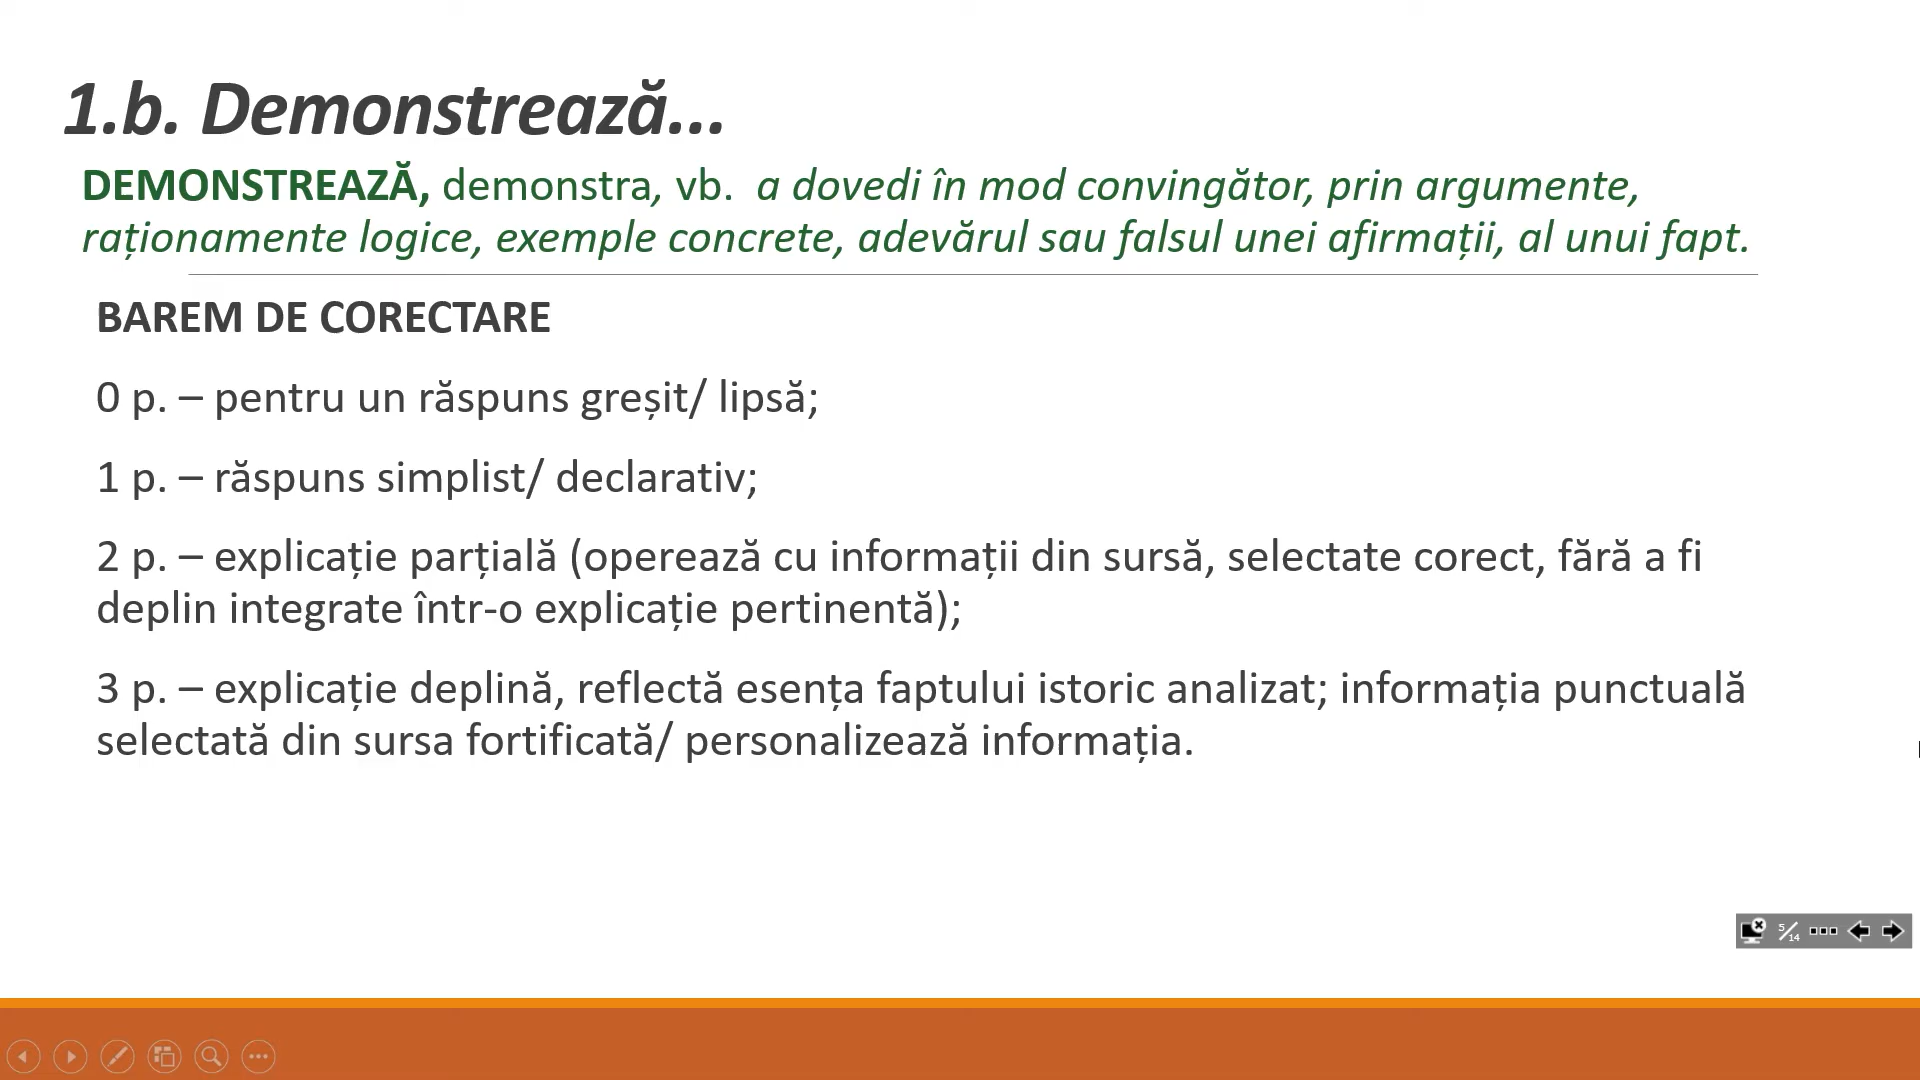 1.b. Demonstrează...
DEMONSTREAZĂ, demonstra, vb. a dovedi în mod convingător, prin argumente,
raționamente logice, exemple concrete, adevărul sau falsul unei afirmații, al unui fapt.
BAREM DE CORECTARE
0 p. – pentru un răspuns greșit/ lipsă;
1 p. – răspuns simplist/ declarativ;
2 p. – explicație parțială (operează cu informații din sursă, selectate corect, fără a fi
deplin integrate într-o explicație pertinentă);
3 p. – explicație deplină, reflectă esența faptului istoric analizat; informația punctuală
selectată din sursa fortificată/ personalizează informația.
5/14